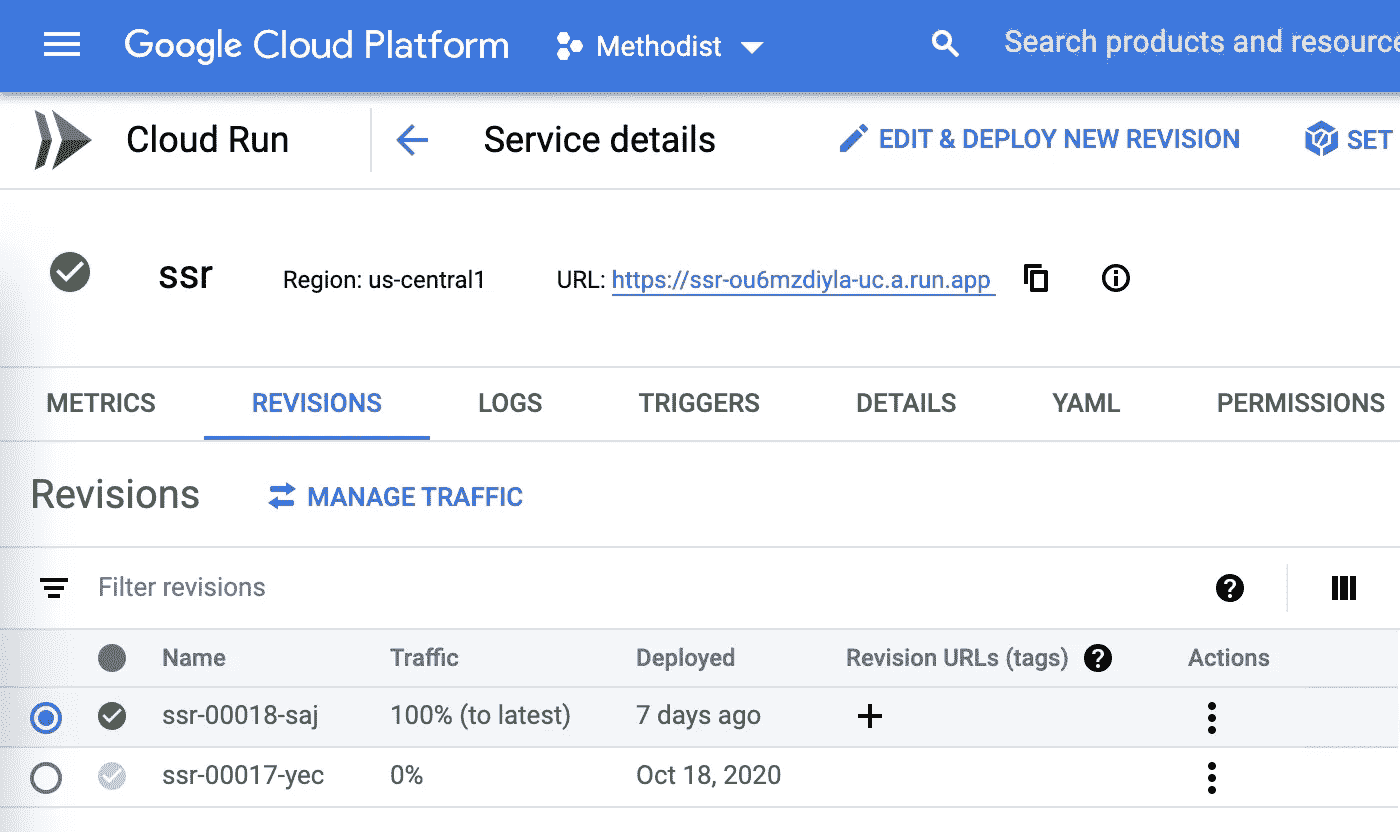 Google Cloud Platform Methodist Search products and resource
Cloud Run Service details EDIT & DEPLOY NEW REVISION SET
ssr Region: us-central1 URL: https://ssr-ou6mzdiyla-uc.a.run.app
METRICS REVISIONS LOGS TRIGGERS DETAILS YAML PERMISSIONS
Revisions MANAGE TRAFFIC
Filter revisions
Name Traffic Deployed Revision URLs (tags) Actions
ssr-00018-saj 100% (to latest) 7 days ago
ssr-00017-yec 0% Oct 18, 2020